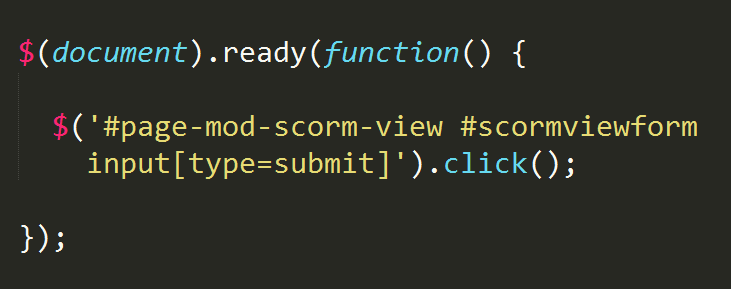 $(document).ready(function() {
$('#page-mod-scorm-view #scormviewform
input[type=submit]').click();
});